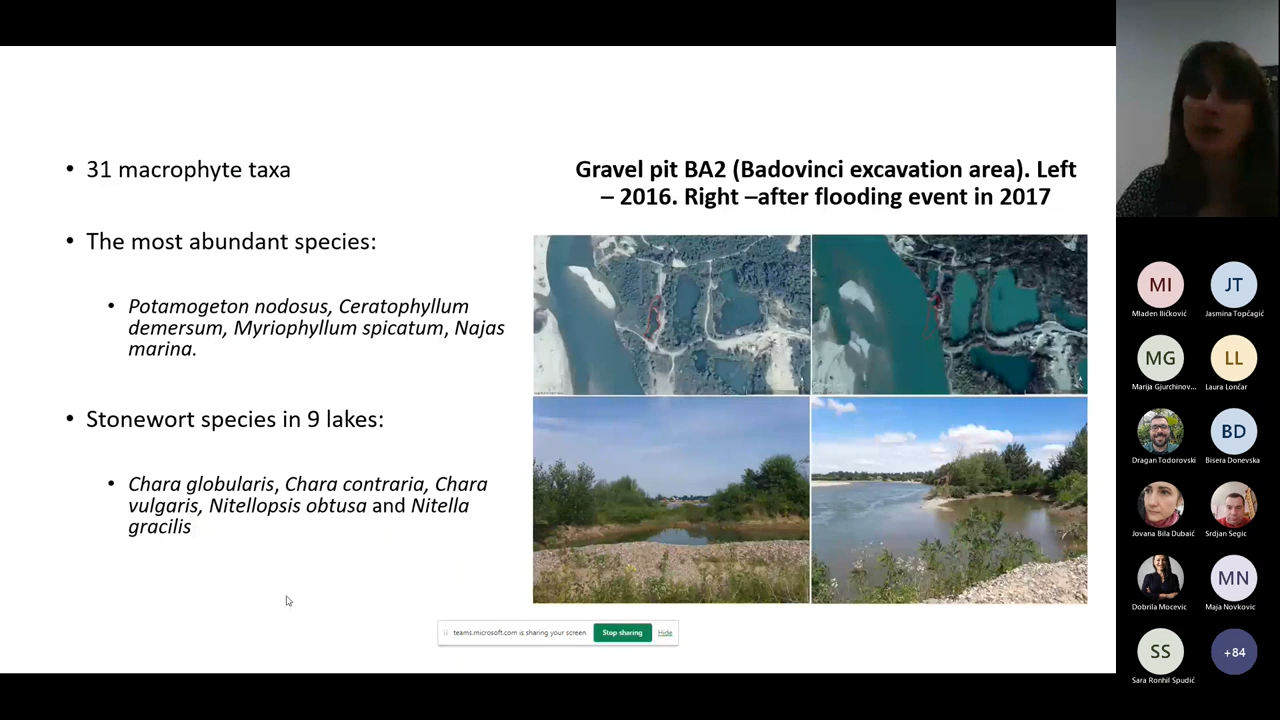 • 31 macrophyte taxa
• The most abundant species:
• Potamogeton nodosus, Ceratophyllum
demersum, Myriophyllum spicatum, Najas
marina.
• Stonewort species in 9 lakes:
• Chara globularis, Chara contraria, Chara
vulgaris, Nitellopsis obtusa and Nitella
gracilis
Gravel pit BA2 (Badovinci excavation area). Left
– 2016. Right –after flooding event in 2017
teams.microsoft.com is sharing your screen.
Stop sharing
Hide
MI
Mladen Iličković
JT
Jasmina Topčagić
MG
Marija Gjurchinov...
LL
Laura Lončar
Dragan Todorovski
BD
Bisera Donevska
Jovana Bila Dubaić
Srdjan Segic
Dobrila Mocevic
MN
Maja Novkovic
SS
Sara Ronhil Spudić
+84